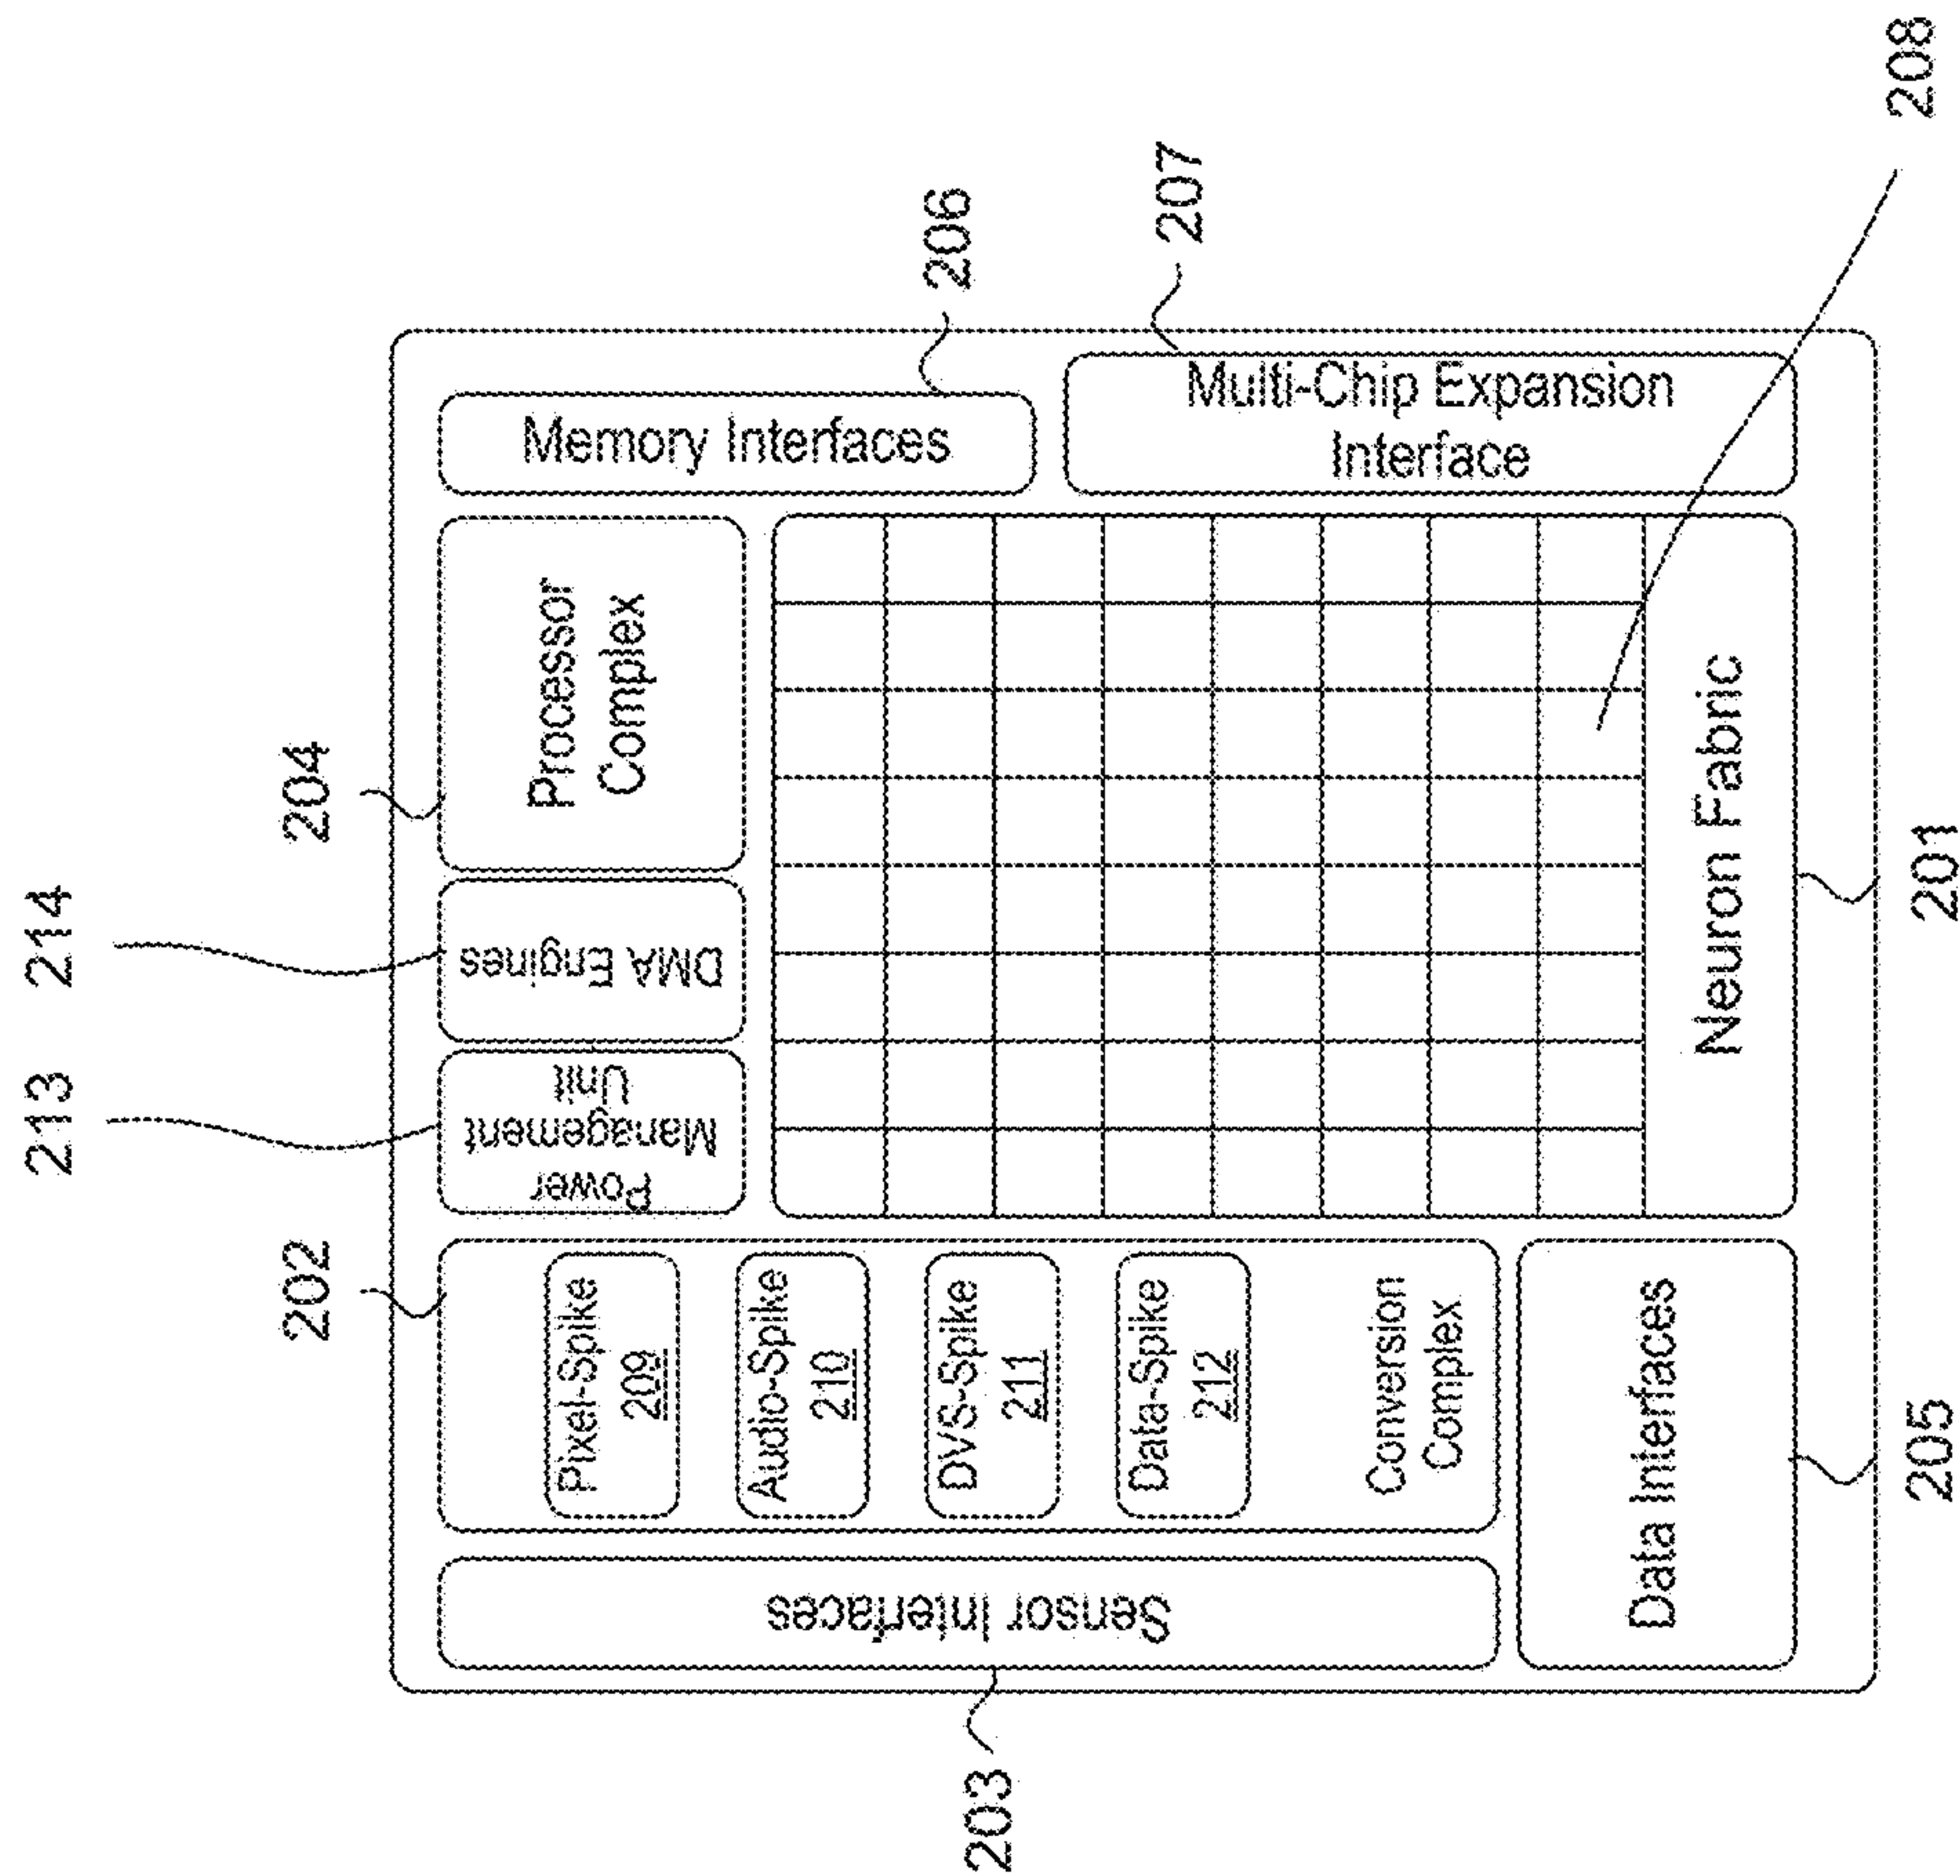 214
213
202
204
206
207
208
Power
Management
Unit
DMA Engines
Processor
Complex
Memory Interfaces
Multi-Chip Expansion
Interface
Sensor Interfaces
Pixel-Spike
209
Audio-Spike
210
DVS-Spike
211
Data-Spike
212
Conversion
Complex
Neuron Fabric
Data Interfaces
203
205
201